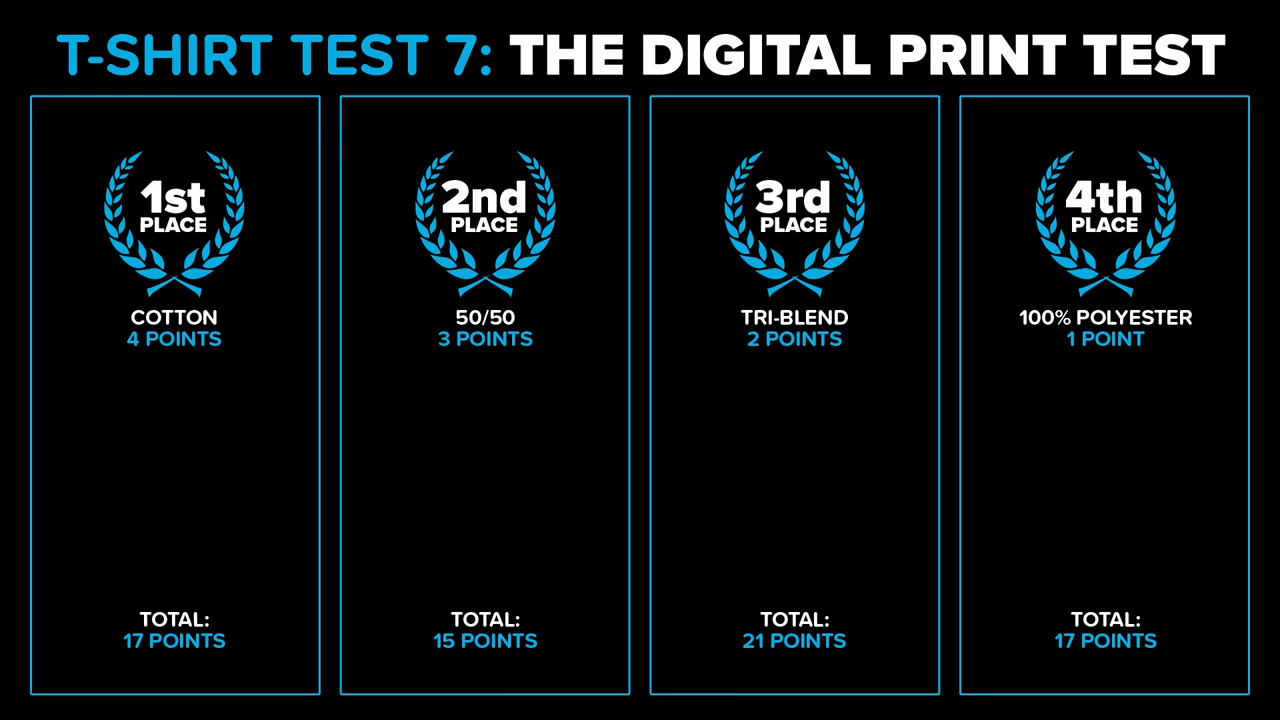 T-SHIRT TEST 7: THE DIGITAL PRINT TEST
1st
PLACE
COTTON
4 POINTS
TOTAL:
17 POINTS
2nd
PLACE
50/50
3 POINTS
TOTAL:
15 POINTS
3rd
PLACE
TRI-BLEND
2 POINTS
TOTAL:
21 POINTS
4th
PLACE
100% POLYESTER
1 POINT
TOTAL:
17 POINTS